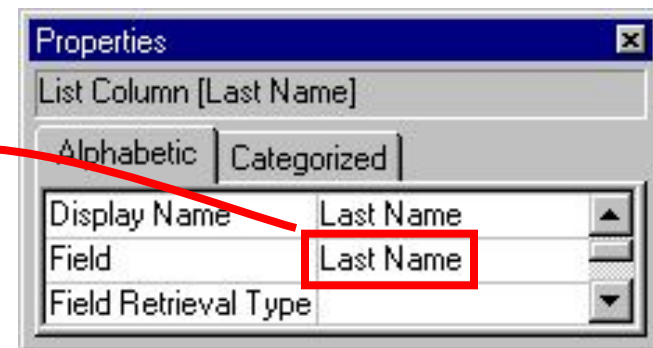 Properties
List Column [Last Name]
Alphabetic Categorized
Display Name Last Name
Field Last Name
Field Retrieval Type